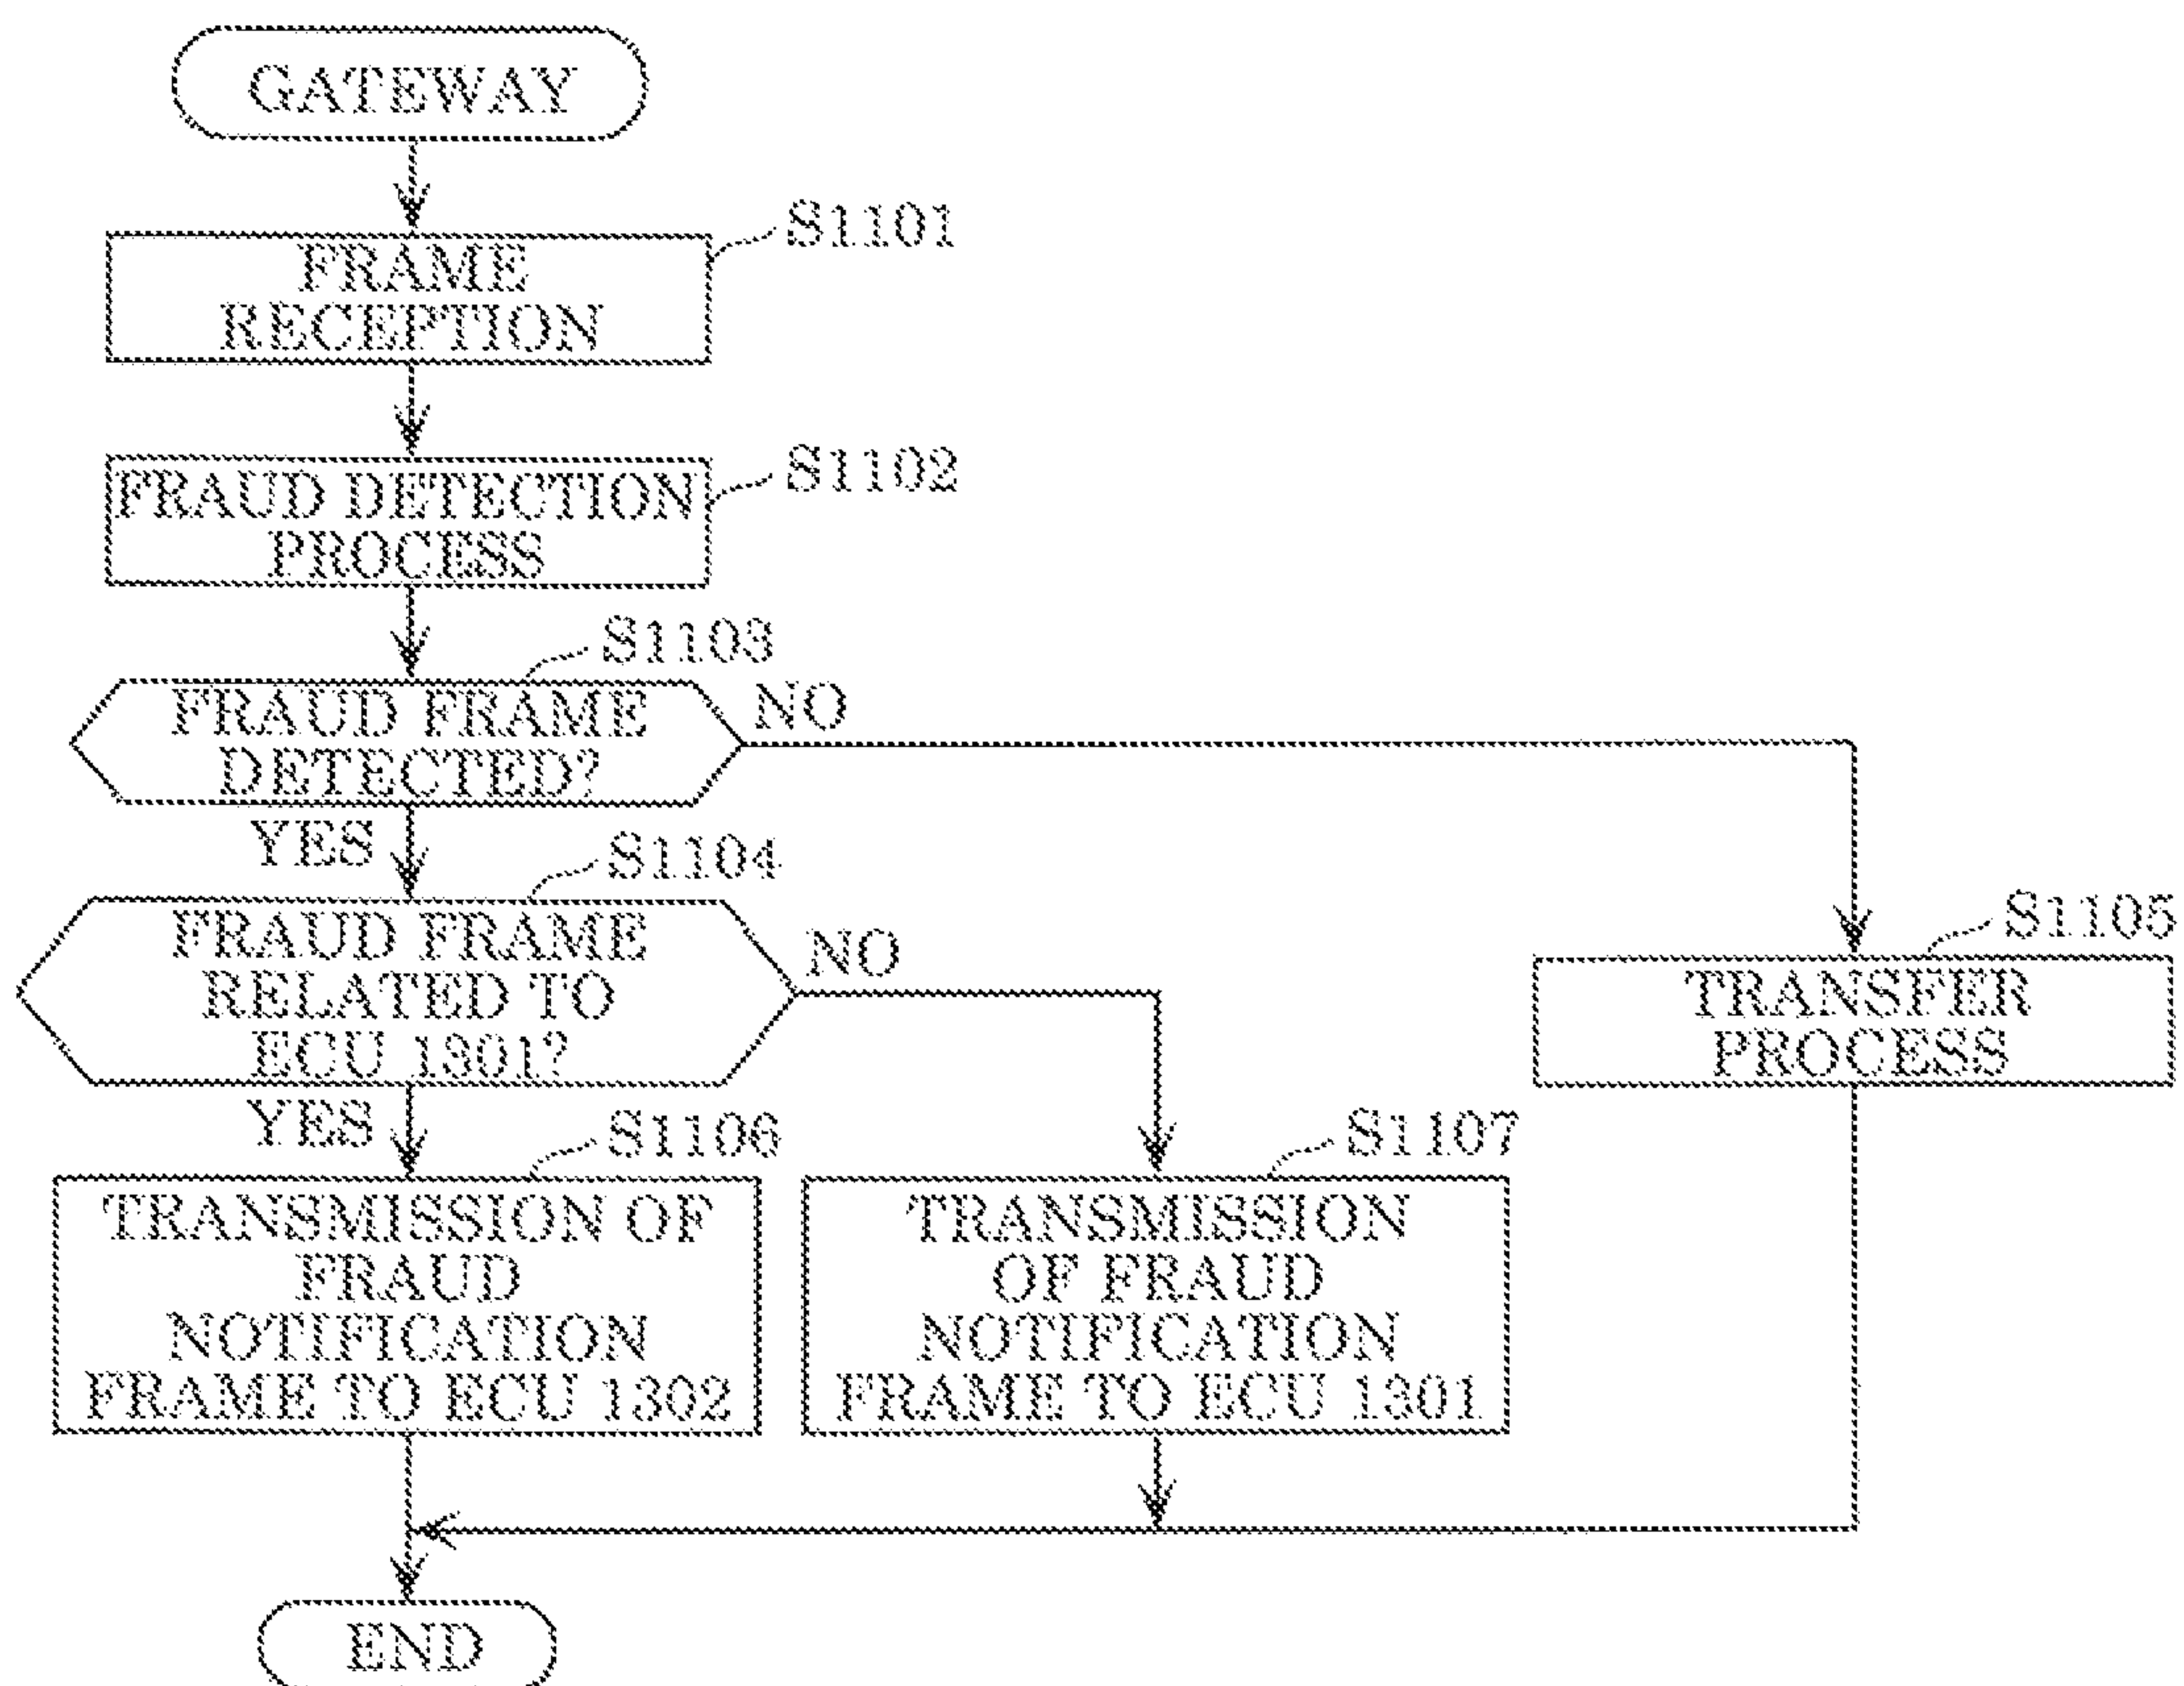 GATEWAY
S1101
FRAME
RECEPTION
S1102
FRAUD DETECTION
PROCESS
S1103
FRAUD FRAME
DETECTED?
NO
YES
S1104
FRAUD FRAME
RELATED TO
ECU 1301?
NO
YES
S1105
TRANSFER
PROCESS
S1106
TRANSMISSION OF
FRAUD
NOTIFICATION
FRAME TO ECU 1302
S1107
TRANSMISSION
OF FRAUD
NOTIFICATION
FRAME TO ECU 1301
END